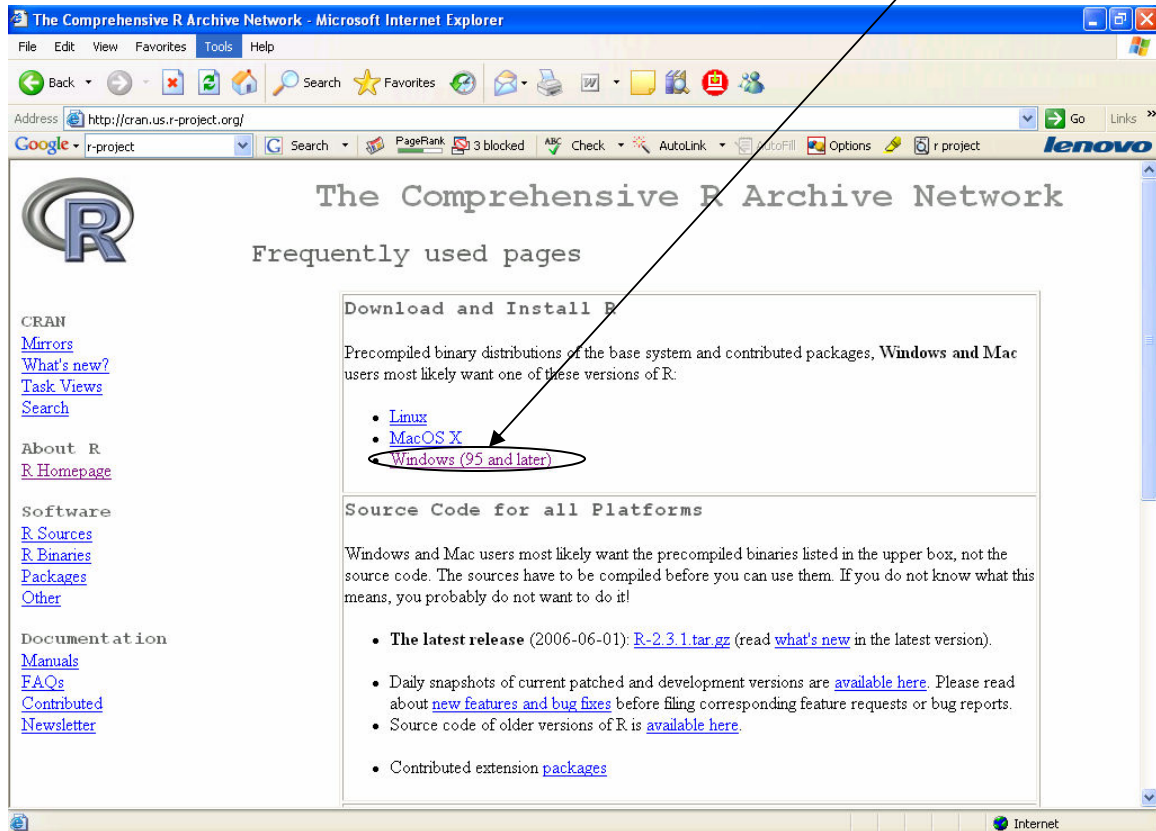 The Comprehensive R Archive Network - Microsoft Internet Explorer
File Edit View Favorites Tools Help
Back Search Favorites
Address http://cran.us.r-project.org/ Go Links »
Google r-project G Search PageRank 3 blocked ABC Check AutoLink AutoFill Options r project lenovo
R
The Comprehensive R Archive Network
Frequently used pages
CRAN
Mirrors
What's new?
Task Views
Search
About R
R Homepage
Software
R Sources
R Binaries
Packages
Other
Documentation
Manuals
FAQs
Contributed
Newsletter
Download and Install R
Precompiled binary distributions of the base system and contributed packages, Windows and Mac
users most likely want one of these versions of R:
• Linux
• MacOS X
• Windows (95 and later)
Source Code for all Platforms
Windows and Mac users most likely want the precompiled binaries listed in the upper box, not the
source code. The sources have to be compiled before you can use them. If you do not know what this
means, you probably do not want to do it!
• The latest release (2006-06-01): R-2.3.1.tar.gz (read what's new in the latest version).
• Daily snapshots of current patched and development versions are available here. Please read
about new features and bug fixes before filing corresponding feature requests or bug reports.
• Source code of older versions of R is available here.
• Contributed extension packages
Internet